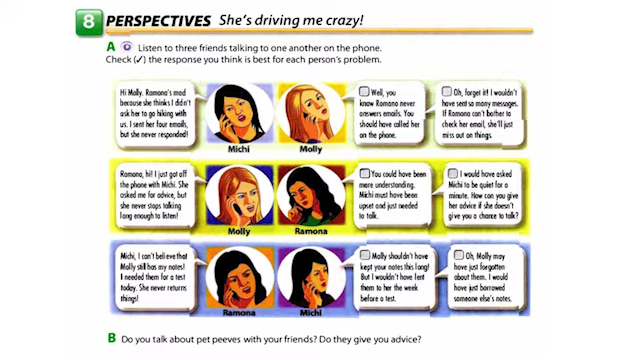 8 PERSPECTIVES She's driving me crazy!
A Listen to three friends talking to one another on the phone.
Check (✓) the response you think is best for each person's problem.
Hi Molly. Ramona's mad
because she thinks I didn't
ask her to go hiking with
us. I sent her four emails,
but she never responded!
Michi
Molly
Well, you
know Ramona never
answers emails. You
should have called her
on the phone.
Oh, forget it! I wouldn't
have sent so many messages.
If Ramona can't bother to
check her email, she'll just
miss out on things.
Ramona, hi! I just got off
the phone with Michi. She
asked me for advice, but
she never stops talking
long enough to listen!
Molly
Ramona
You could have been
more understanding.
Michi must have been
upset and just needed
to talk.
I would have asked
Michi to be quiet for a
minute. How can you give
her advice if she doesn't
give you a chance to talk?
Michi, I can't believe that
Molly still has my notes!
I needed them for a test
today. She never returns
things!
Ramona
Michi
Molly shouldn't have
kept your notes this long!
But I wouldn't have lent
them to her the week
before a test.
Oh, Molly may
have just forgotten
about them. I would
have just borrowed
someone else's notes.
B Do you talk about pet peeves with your friends? Do they give you advice?